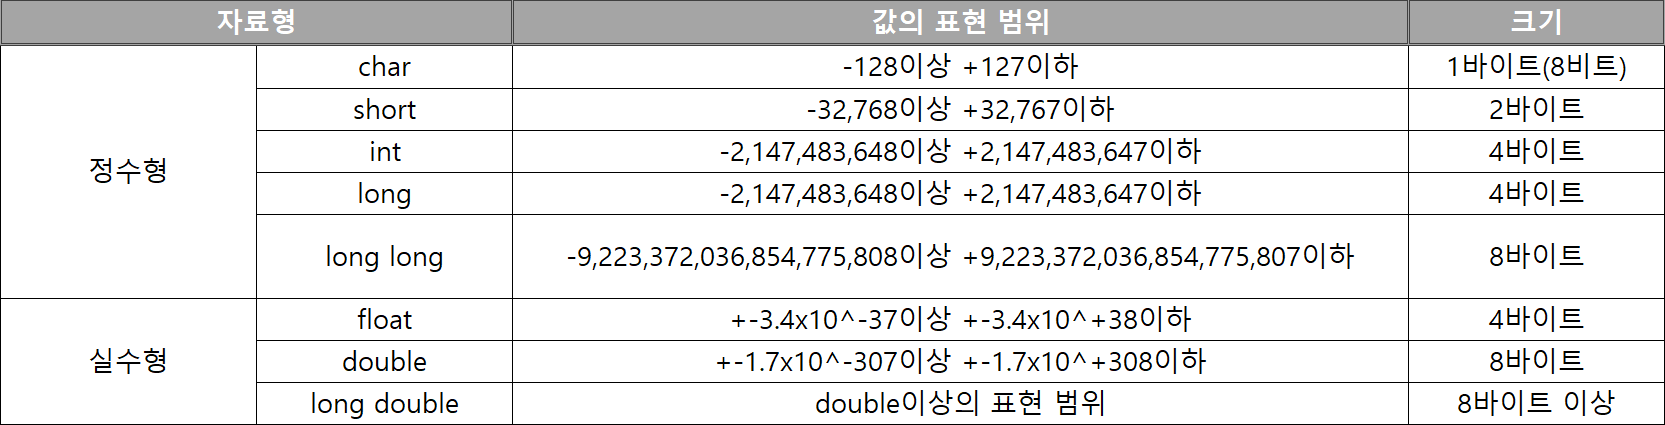 자료형 값의 표현 범위 크기
char -128이상 +127이하 1바이트(8비트)
short -32,768이상 +32,767이하 2바이트
int -2,147,483,648이상 +2,147,483,647이하 4바이트
정수형
long -2,147,483,648이상 +2,147,483,647이하 4바이트
long long -9,223,372,036,854,775,808이상 +9,223,372,036,854,775,807이하 8바이트
float +-3.4x10^-37이상 +-3.4x10^+38이하 4바이트
실수형 double +-1.7x10^-307이상 +-1.7x10^+308이하 8바이트
long double double이상의 표현 범위 8바이트 이상